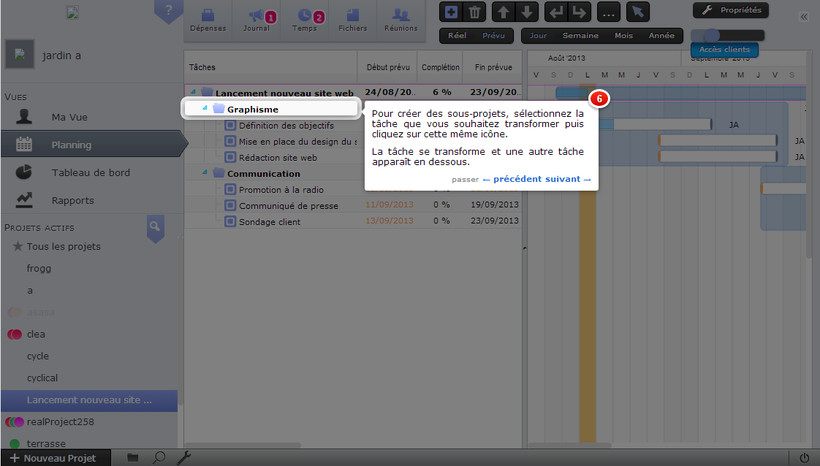 ?
Dépenses
Journal
1
Temps
2
Fichiers
Réunions
...
Propriétés
«
Réel Prévu
Jour Semaine Mois Année
Accès clients
jardin a
Tâches Début prévu Complétion Fin prévue
Août '2013 Septembre 2013
V S D L M M J V S D L M M J V S
VUES
Ma Vue
Planning
Tableau de bord
Rapports
Lancement nouveau site web 24/08/20.. 6 % 23/09/20..
Graphisme
Définition des objectifs
JA
Mise en place du design du s
JA
Rédaction site web
JA
Communication
Promotion à la radio
Communiqué de presse 11/09/2013 0 % 19/09/2013
Sondage client 13/09/2013 0 % 23/09/2013
6
Pour créer des sous-projets, sélectionnez la
tâche que vous souhaitez transformer puis
cliquez sur cette même icône.
La tâche se transforme et une autre tâche
apparaît en dessous.
passer ← précédent suivant →
PROJETS ACTIFS
Tous les projets
frogg
a
clea
cycle
cyclical
Lancement nouveau site ...
realProject258
terrasse
+ Nouveau Projet